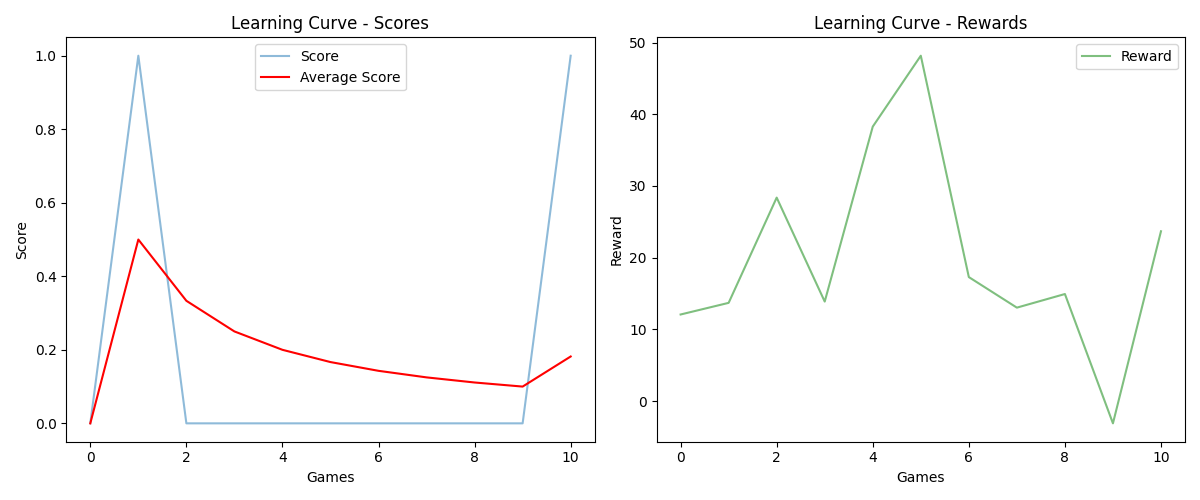 Learning Curve - Scores
Score
Average Score
1.0
0.8
0.6
0.4
0.2
0.0
Score
0 2 4 6 8 10
Games
Learning Curve - Rewards
Reward
50
40
30
20
10
0
Reward
0 2 4 6 8 10
Games